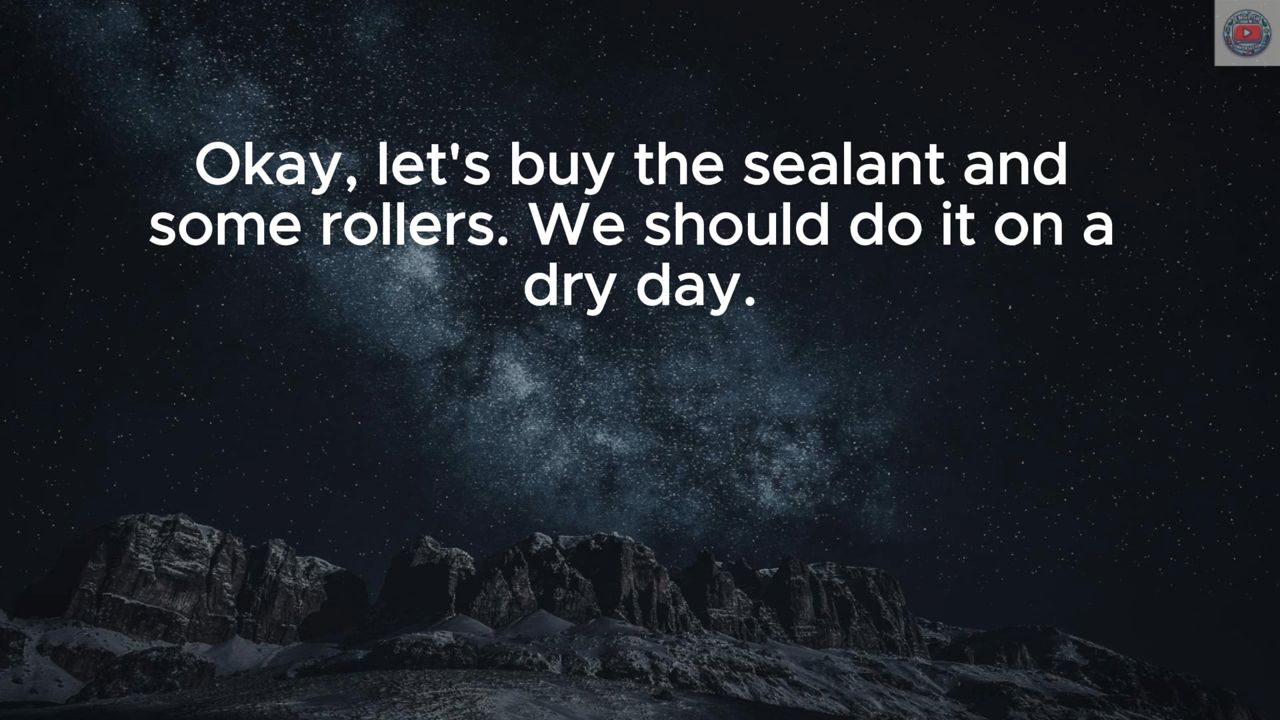 Okay, let's buy the sealant and
some rollers. We should do it on a
dry day.